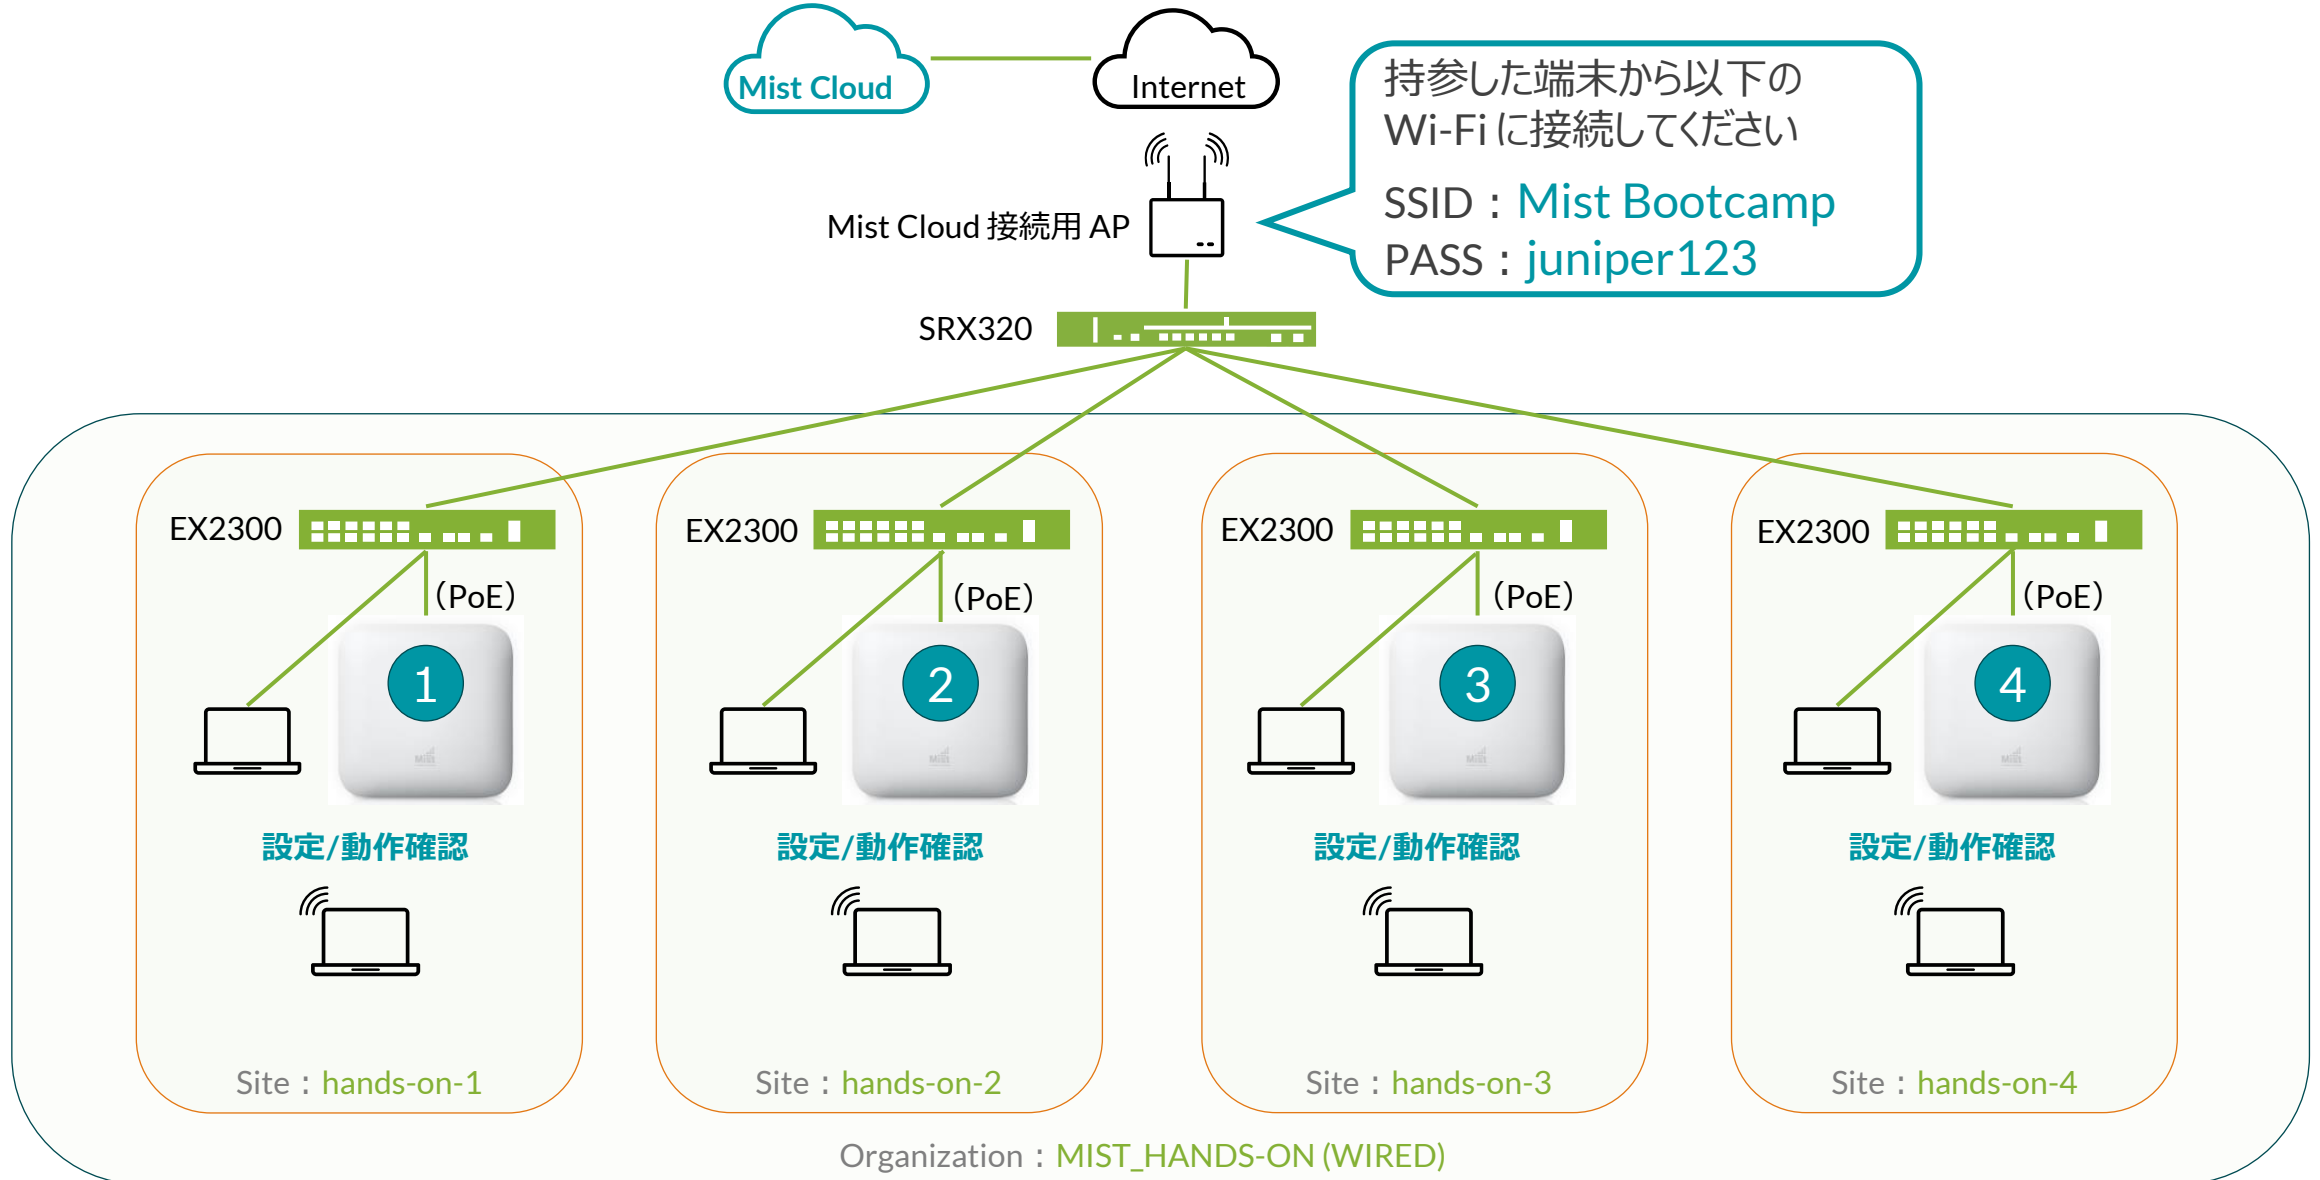 Mist Cloud
Internet
持参した端末から以下の
Wi-Fi に接続してください
SSID：Mist Bootcamp
PASS：juniper123
Mist Cloud 接続用 AP
SRX320
EX2300
（PoE）
1
Mist
設定/動作確認
Site：hands-on-1
EX2300
（PoE）
2
Mist
設定/動作確認
Site：hands-on-2
EX2300
（PoE）
3
Mist
設定/動作確認
Site：hands-on-3
EX2300
（PoE）
4
Mist
設定/動作確認
Site：hands-on-4
Organization：MIST_HANDS-ON (WIRED)